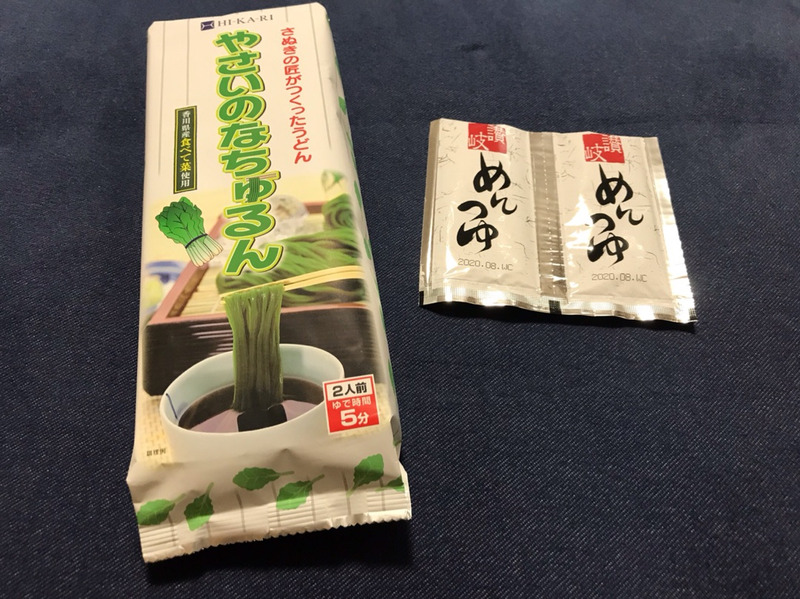 HI-KA-RI
さぬきの匠がつくったうどん
やさいのなちゅるん
香川県産食べて菜使用
2人前
ゆで時間
5分
調理例
讃岐
めんつゆ
2020.08.WC
讃岐
めんつゆ
2020.08.WC